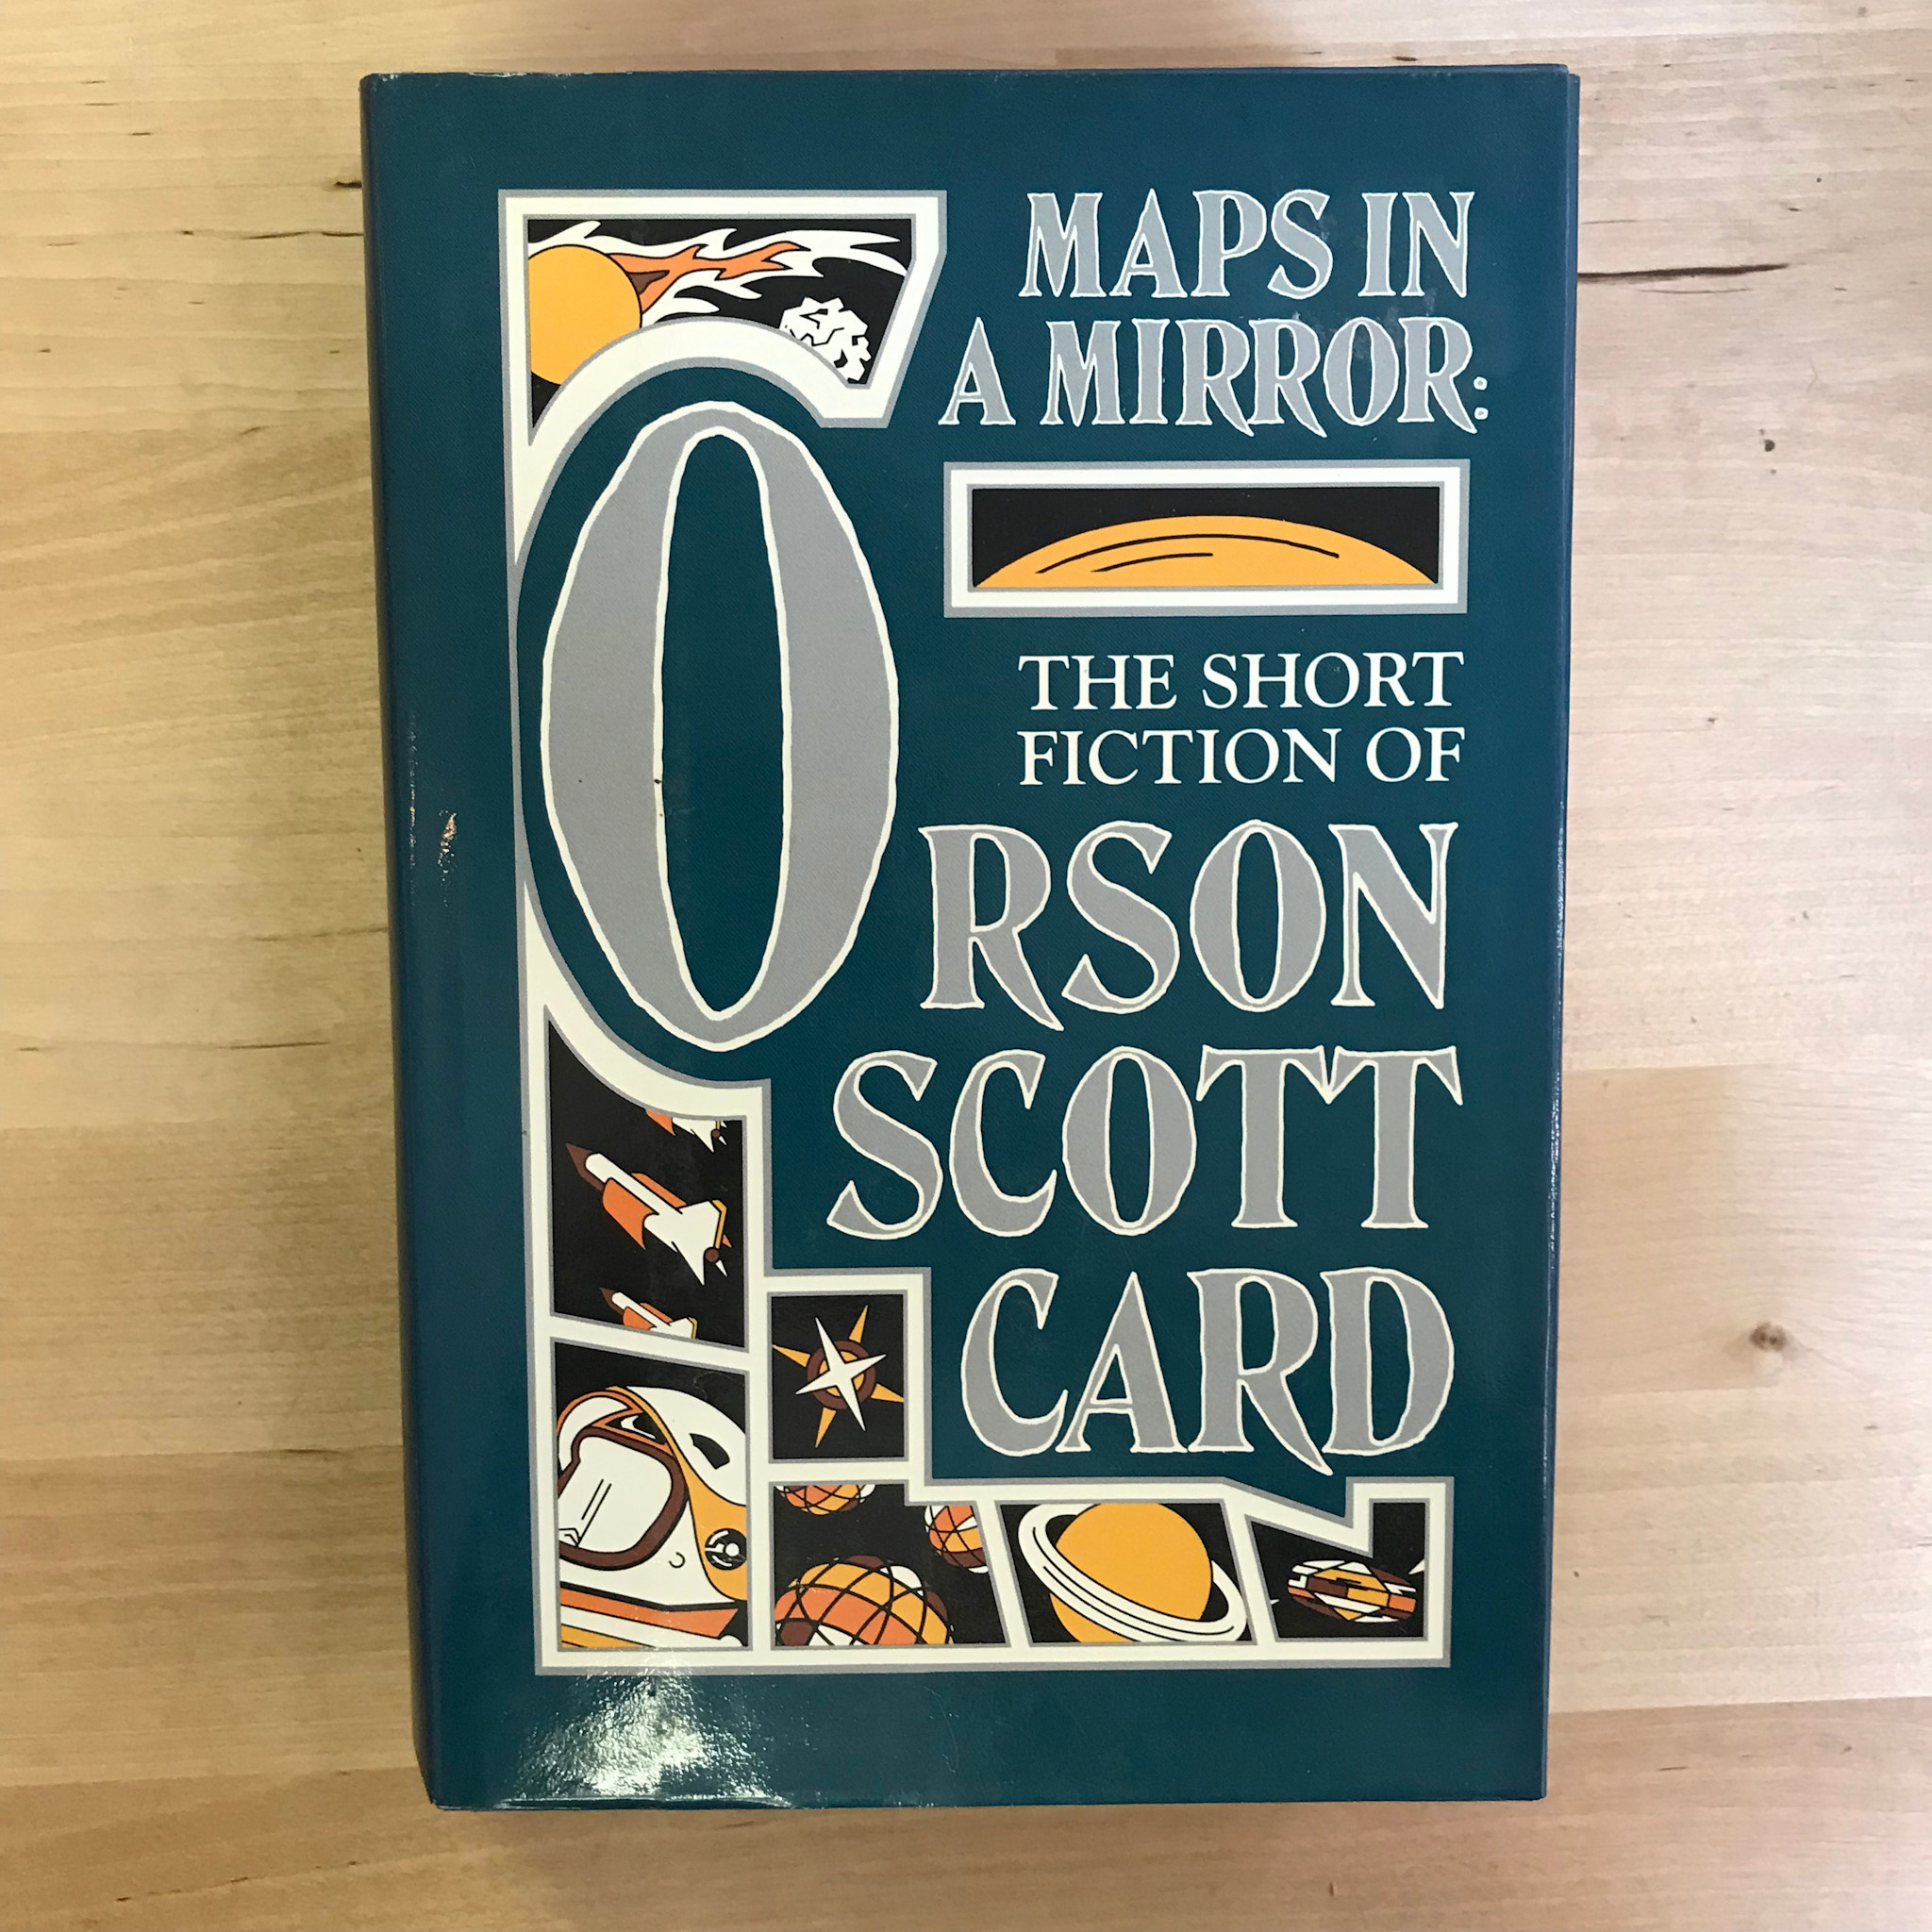 MAPS IN
A MIRROR:
THE SHORT
FICTION OF
ORSON
SCOTT
CARD